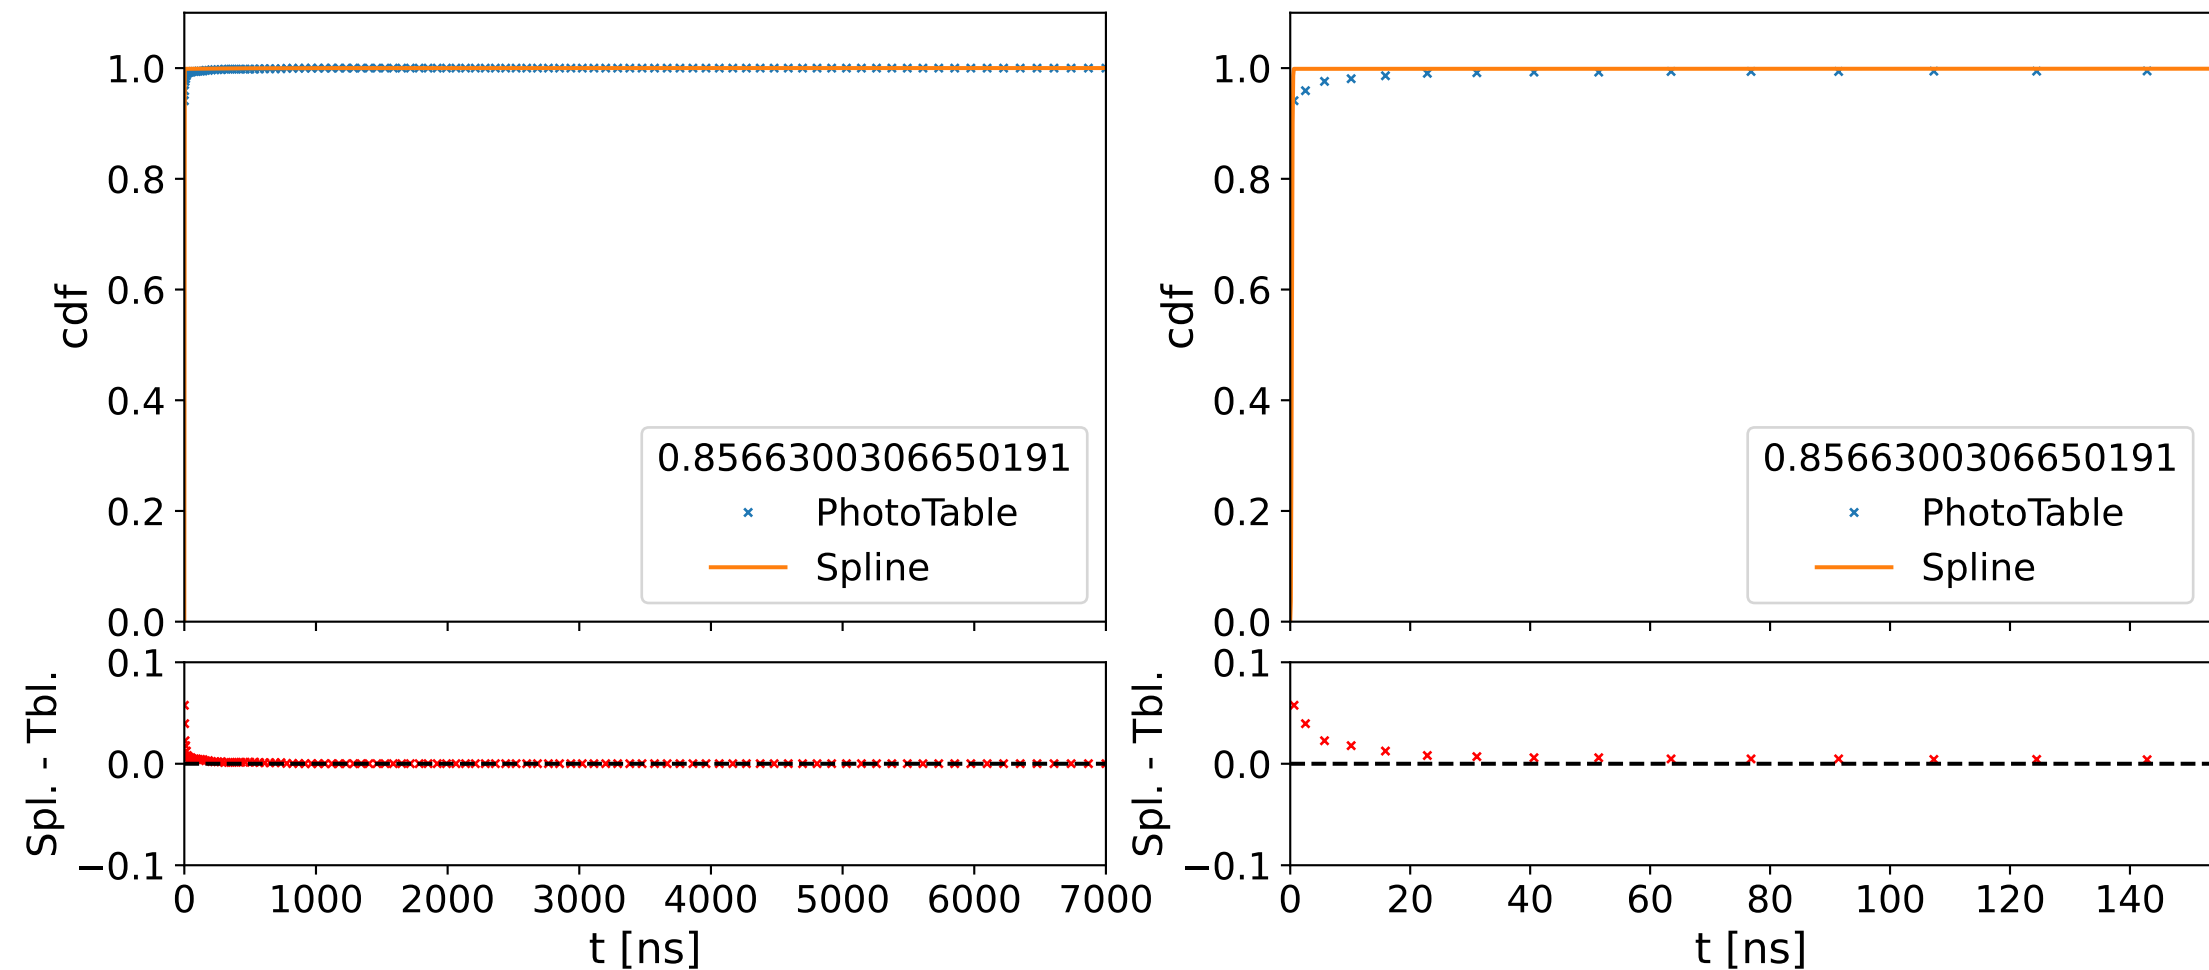 1.0
0.8
0.6
0.4
0.2
0.0
cdf
0.8566300306650191
PhotoTable
Spline
0.1
0.0
−0.1
Spl. - Tbl.
0 1000 2000 3000 4000 5000 6000 7000
t [ns]
1.0
0.8
0.6
0.4
0.2
0.0
cdf
0.8566300306650191
PhotoTable
Spline
0.1
0.0
−0.1
Spl. - Tbl.
0 20 40 60 80 100 120 140
t [ns]